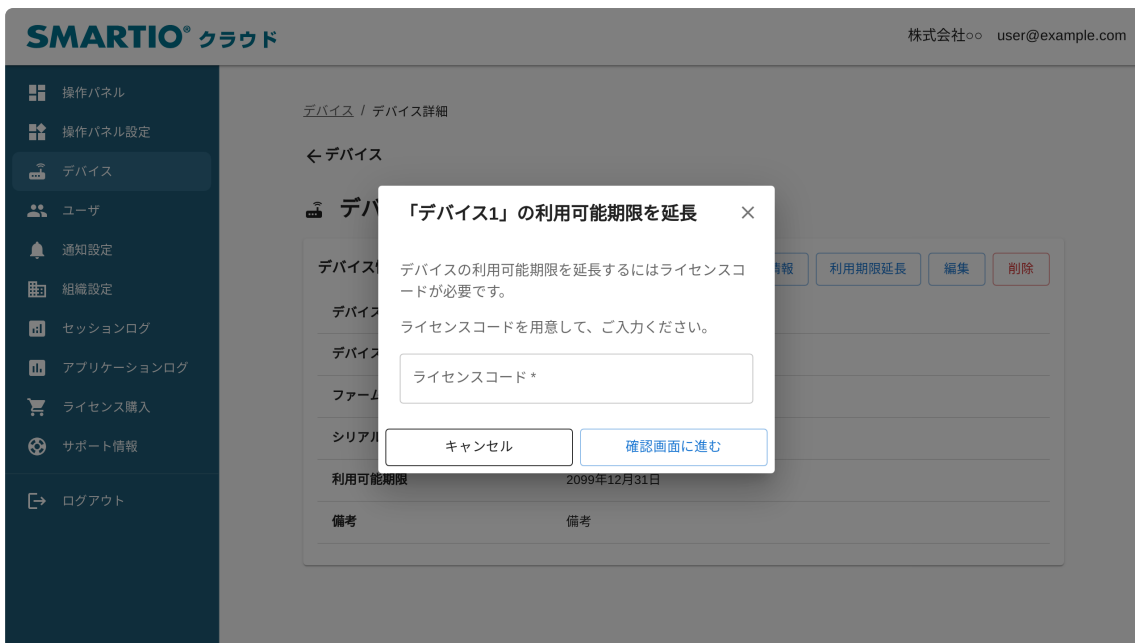 SMARTIO® クラウド
株式会社○○ user@example.com
操作パネル
操作パネル設定
デバイス
ユーザ
通知設定
組織設定
セッションログ
アプリケーションログ
ライセンス購入
サポート情報
ログアウト
デバイス / デバイス詳細
←デバイス
デバ
デバイス
情報
利用期限延長
編集
削除
デバイス
デバイス
ファーム
シリアル
利用可能期限 2099年12月31日
備考 備考
「デバイス1」の利用可能期限を延長
デバイスの利用可能期限を延長するにはライセンスコ
ードが必要です。
ライセンスコードを用意して、ご入力ください。
ライセンスコード *
キャンセル
確認画面に進む